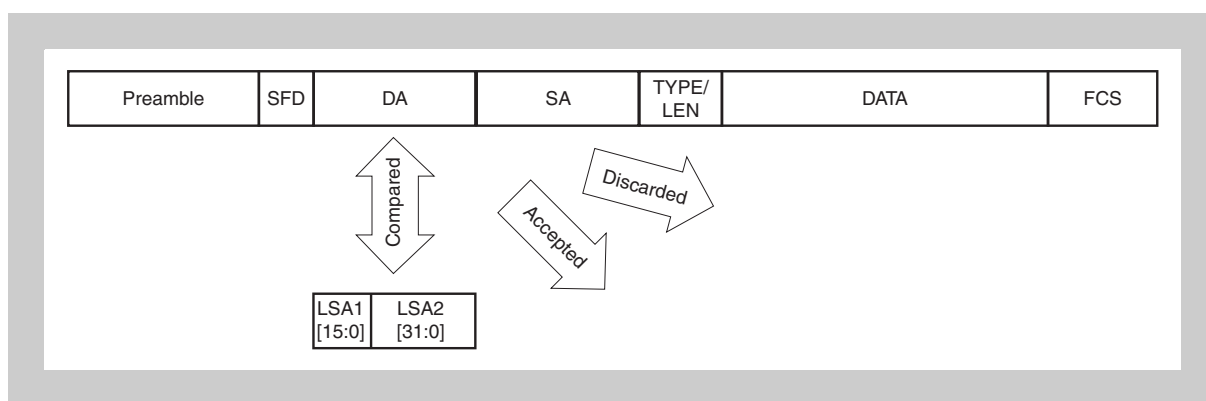 Preamble
SFD
DA
SA
TYPE/
LEN
DATA
FCS
Compared
Accepted
Discarded
LSA1
[15:0]
LSA2
[31:0]